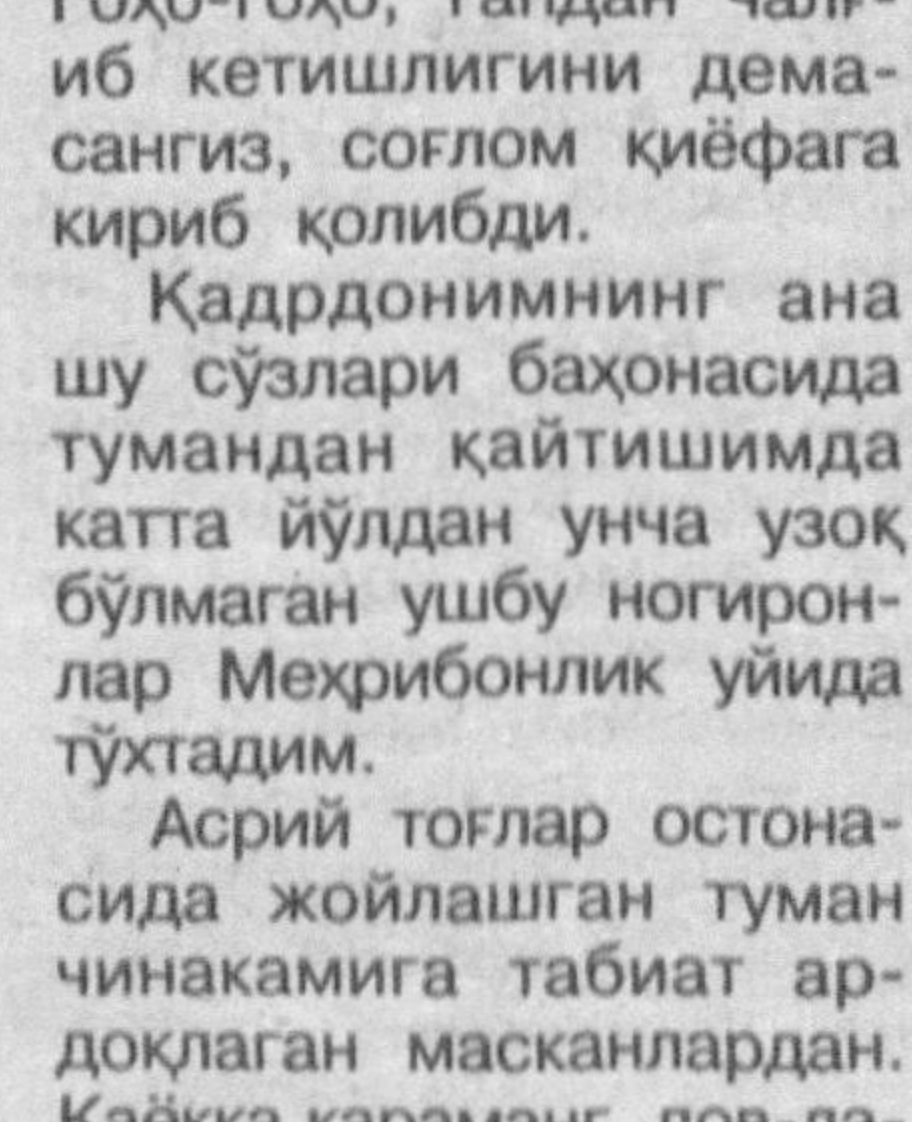 иб кетишлигини дема-
сангиз, соғлом қиёфага
кириб қолибди.
Қадрдонимнинг ана
шу сўзлари баҳонасида
тумандан қайтишимда
катта йўлдан унча узоқ
бўлмаган ушбу ногирон-
лар Меҳрибонлик уйида
тўхтадим.
Асрий тоғлар остона-
сида жойлашган туман
чинакамига табиат ар-
доқлаган масканлардан.